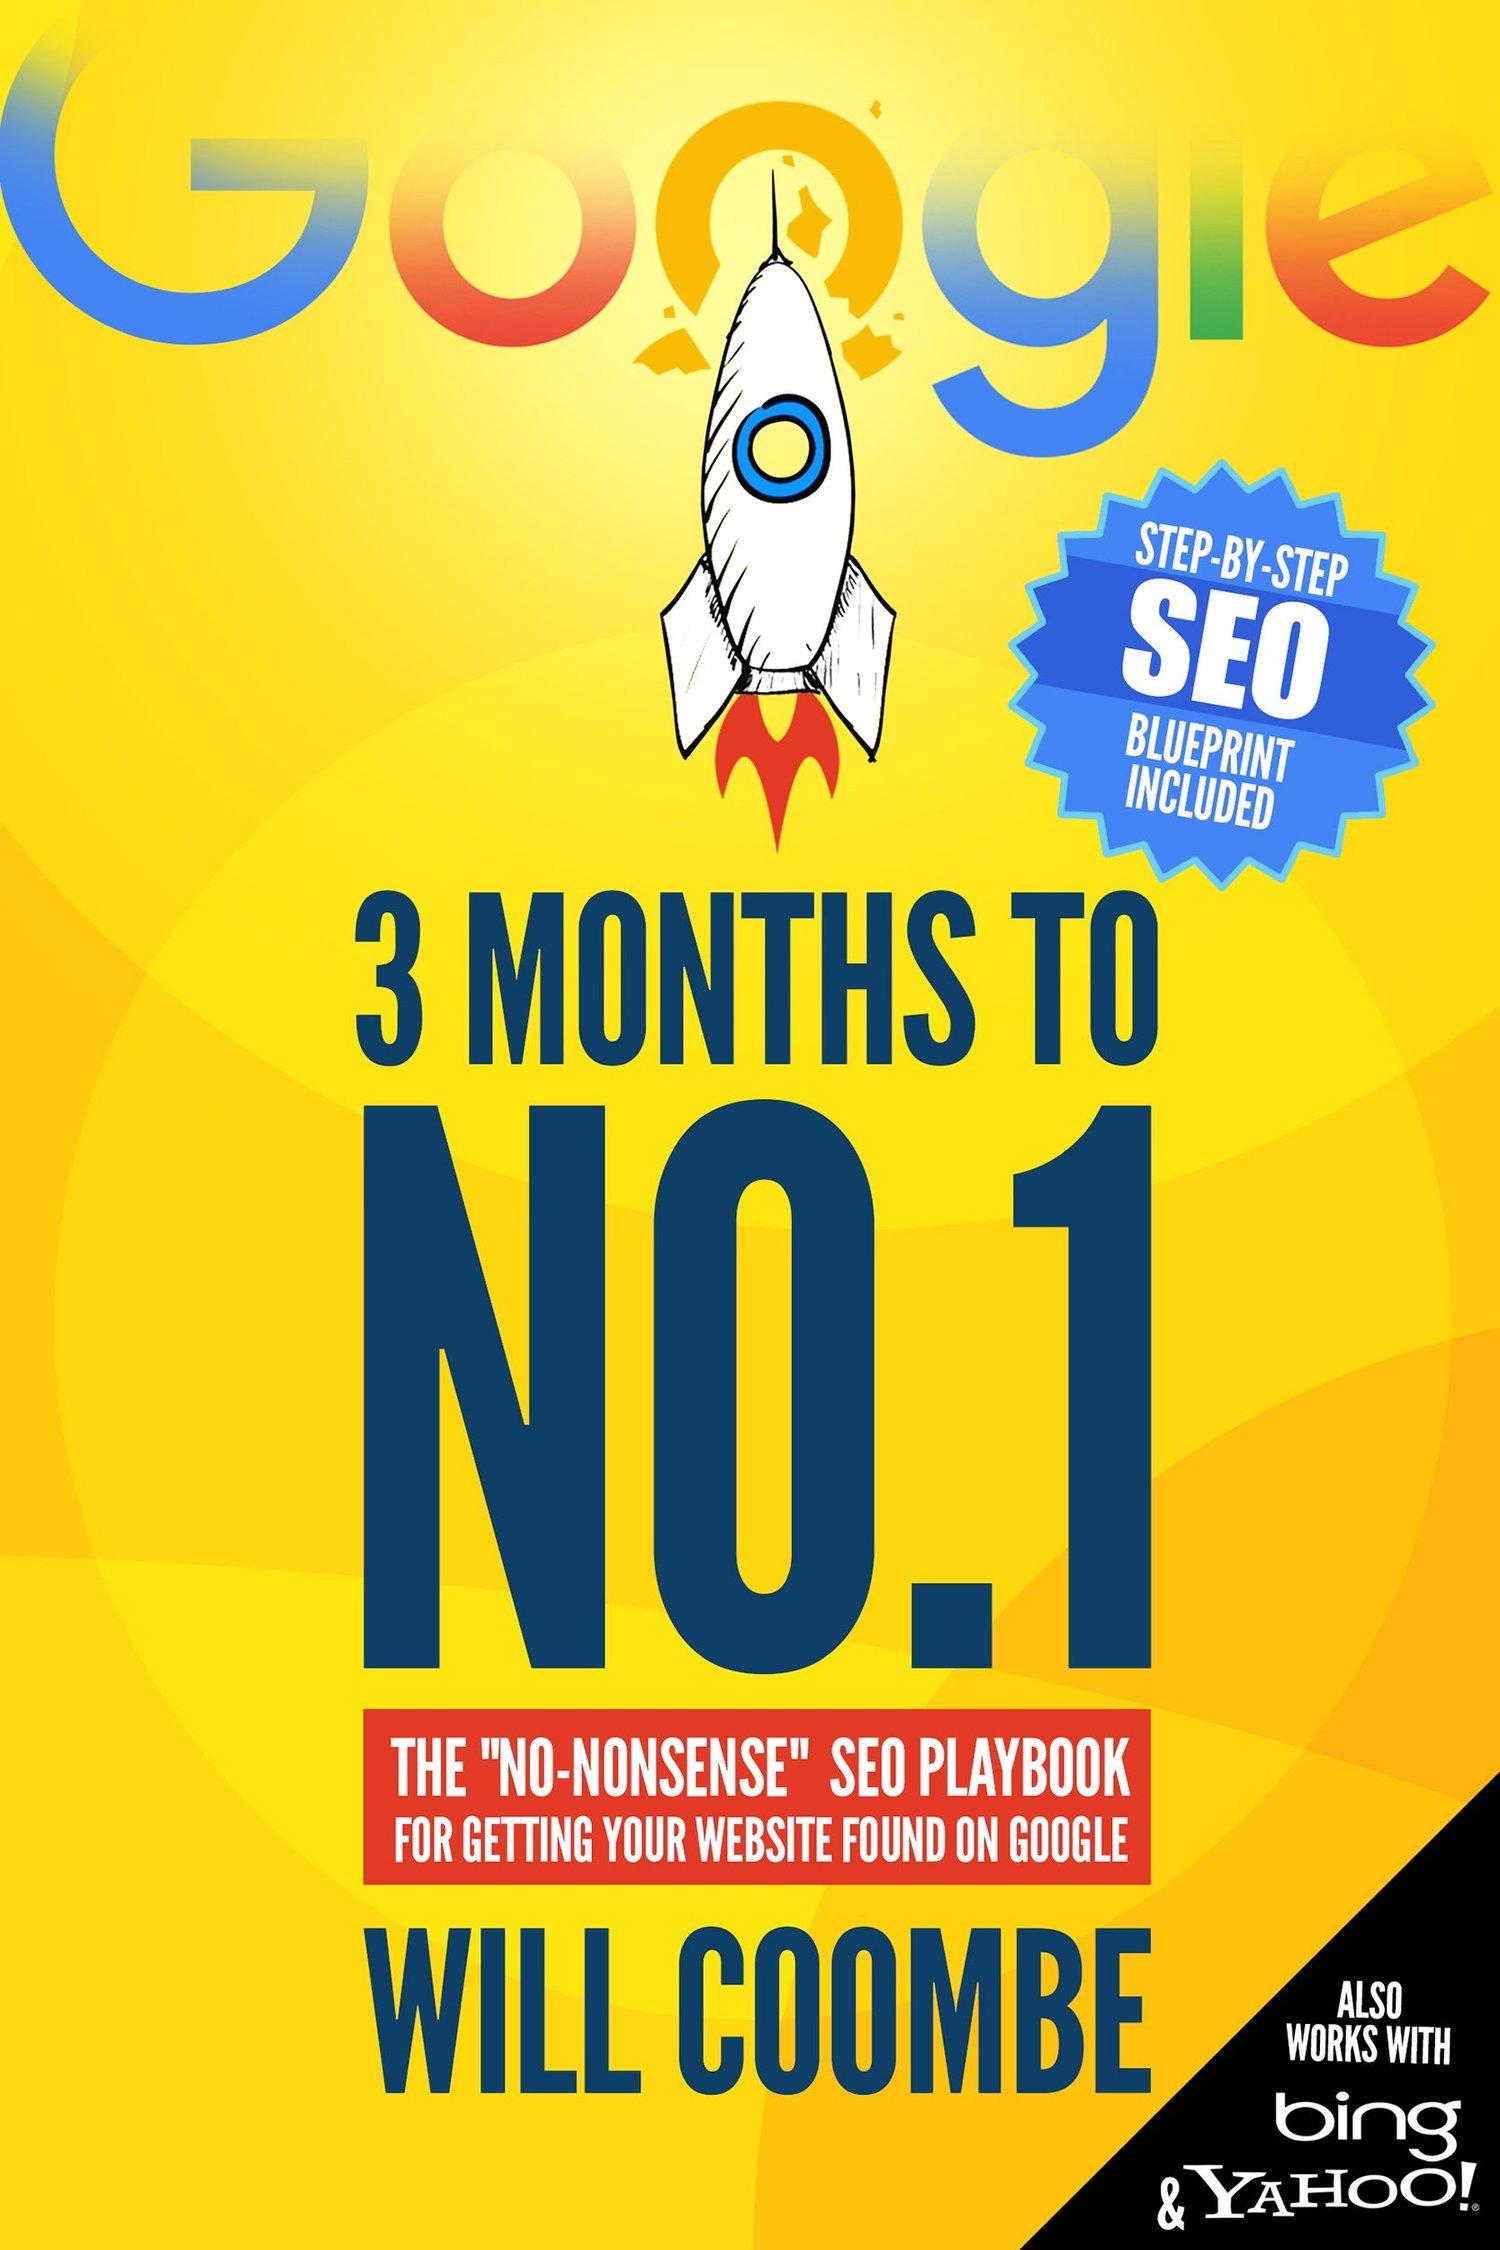 Google
STEP-BY-STEP
SEO
BLUEPRINT
INCLUDED
3 MONTHS TO
NO.1
THE "NO-NONSENSE" SEO PLAYBOOK
FOR GETTING YOUR WEBSITE FOUND ON GOOGLE
WILL COOMBE
ALSO
WORKS WITH
bing
& YAHOO!®